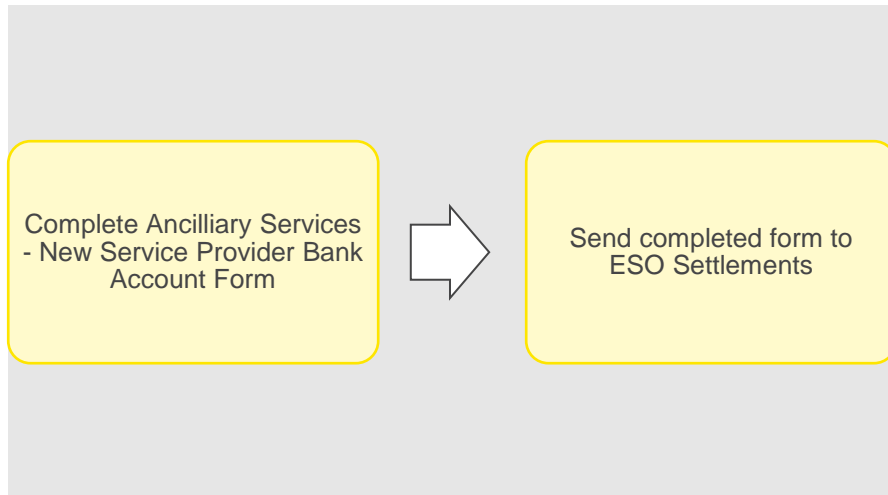 Complete Ancilliary Services
- New Service Provider Bank
Account Form
Send completed form to
ESO Settlements